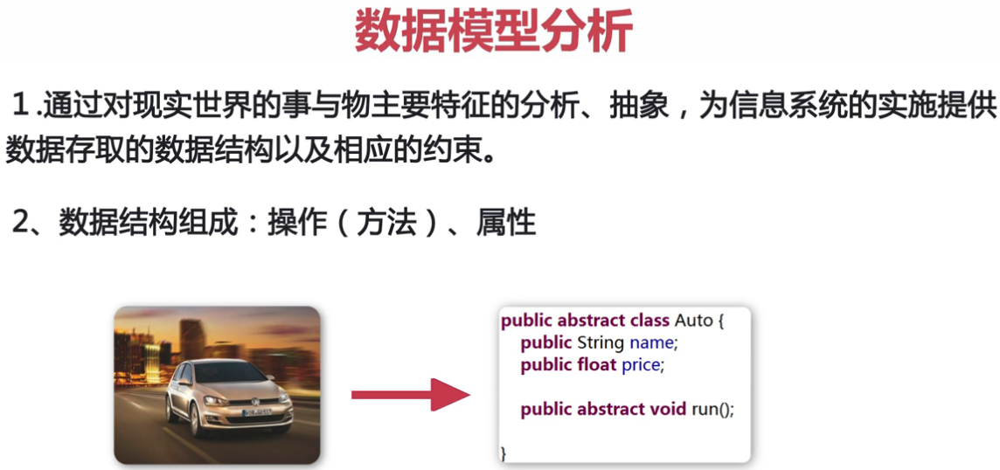 数据模型分析
１.通过对现实世界的事与物主要特征的分析、抽象，为信息系统的实施提供
数据存取的数据结构以及相应的约束。
2、数据结构组成：操作（方法）、属性
public abstract class Auto {
public String name;
public float price;
public abstract void run();
}